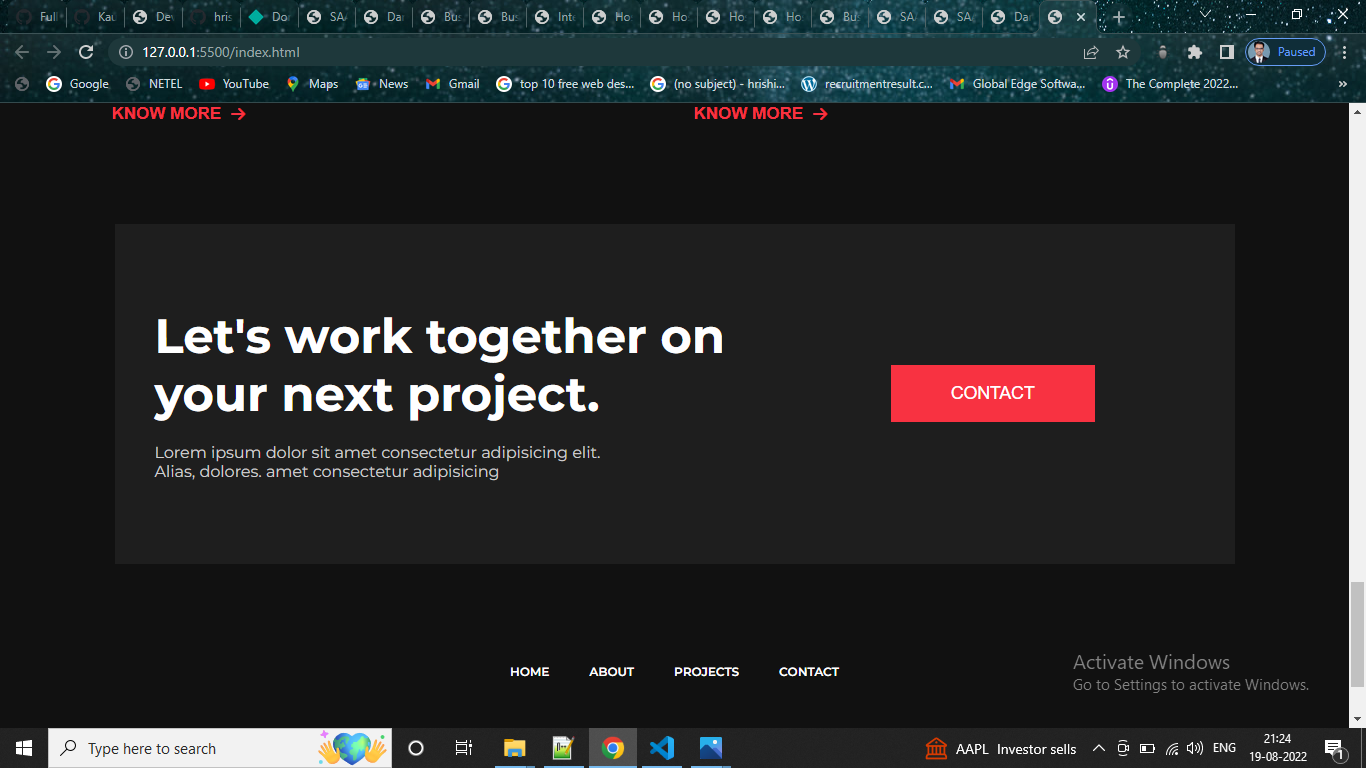 Ful
Kau
Dev
hris
Do
SA
Da
Bus
Bus
Inte
Ho
Ho
Ho
Ho
Bus
SA
SA
Da
127.0.0.1:5500/index.html
Paused
Google
NETEL
YouTube
Maps
News
Gmail
top 10 free web des...
(no subject) - hrishi...
recruitmentresult.c...
Global Edge Softwa...
The Complete 2022...
»
KNOW MORE →
KNOW MORE →
Let's work together on
your next project.
Lorem ipsum dolor sit amet consectetur adipisicing elit.
Alias, dolores. amet consectetur adipisicing
CONTACT
HOME
ABOUT
PROJECTS
CONTACT
Activate Windows
Go to Settings to activate Windows.
Type here to search
AAPL Investor sells
ENG
21:24
19-08-2022
1